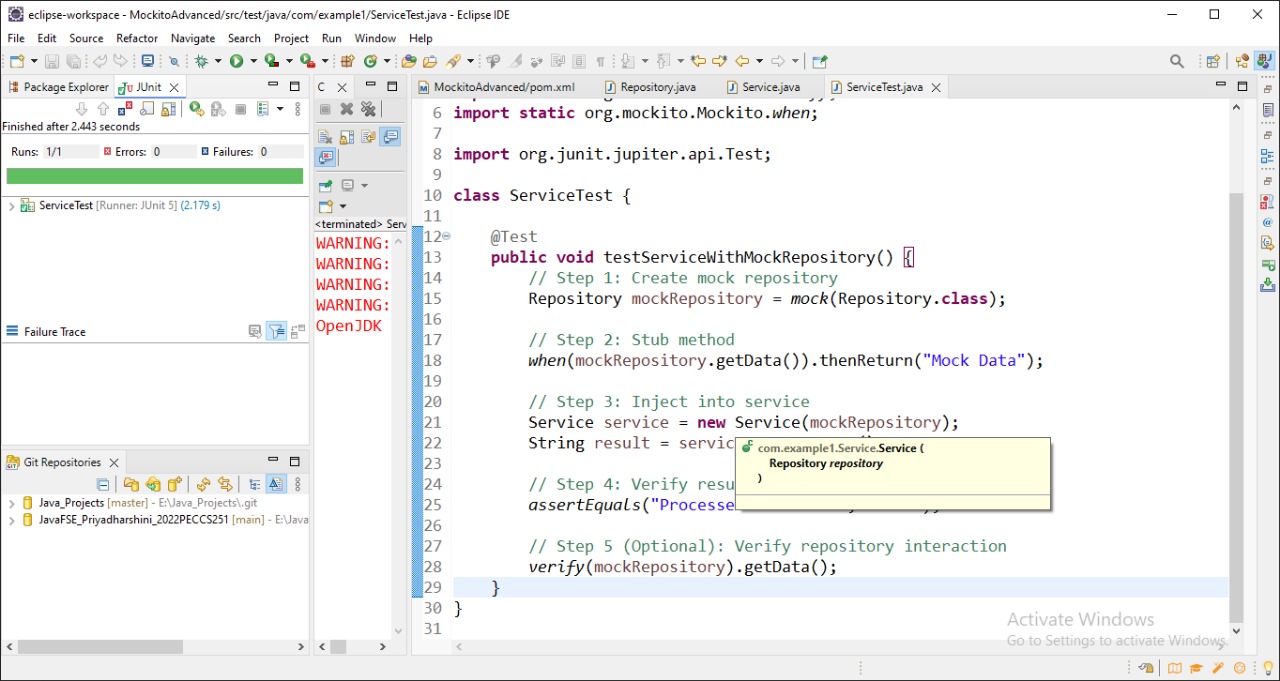 eclipse-workspace - MockitoAdvanced/src/test/java/com/example1/ServiceTest.java - Eclipse IDE
File Edit Source Refactor Navigate Search Project Run Window Help
Package Explorer JUnit
Finished after 2.443 seconds
Runs: 1/1 Errors: 0 Failures: 0
ServiceTest [Runner: JUnit 5] (2.179 s)
Failure Trace
Git Repositories
Java_Projects [master] - E:\Java_Projects\.git
JavaFSE_Priyadharshini_2022PECCS251 [main] - E:\Java
C
<terminated> Serv
WARNING:
WARNING:
WARNING:
WARNING:
OpenJDK
MockitoAdvanced/pom.xml Repository.java Service.java ServiceTest.java
6 import static org.mockito.Mockito.when;
7
8 import org.junit.jupiter.api.Test;
9
10 class ServiceTest {
11
12 @Test
13 public void testServiceWithMockRepository() {
14 // Step 1: Create mock repository
15 Repository mockRepository = mock(Repository.class);
16
17 // Step 2: Stub method
18 when(mockRepository.getData()).thenReturn("Mock Data");
19
20 // Step 3: Inject into service
21 Service service = new Service(mockRepository);
22 String result = servic
23
24 // Step 4: Verify resu
25 assertEquals("Processe
26
27 // Step 5 (Optional): Verify repository interaction
28 verify(mockRepository).getData();
29 }
30 }
31
com.example1.Service.Service (
Repository repository
)
Activate Windows
Go to Settings to activate Windows.